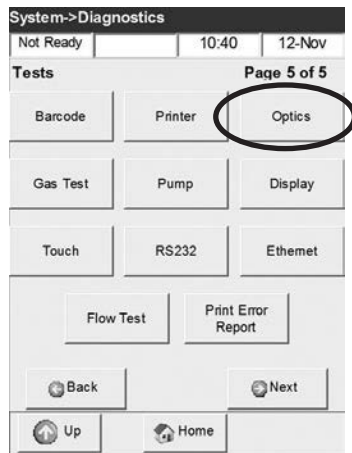 System->Diagnostics
Not Ready 10:40 12-Nov
Tests Page 5 of 5
Barcode Printer Optics
Gas Test Pump Display
Touch RS232 Ethernet
Flow Test Print Error
Report
Back Next
Up Home